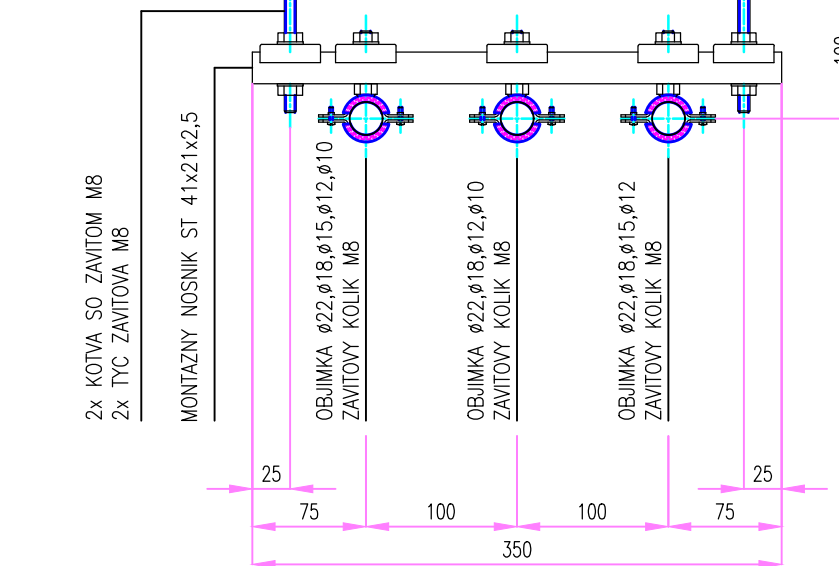 2x KOTVA SO ZAVITOM M8
2x TYC ZAVITOVA M8
MONTAZNY NOSNIK ST 41x21x2,5
OBJIMKA ø22,ø18,ø15,ø12,ø10
ZAVITOVY KOLIK M8
OBJIMKA ø22,ø18,ø12,ø10
ZAVITOVY KOLIK M8
OBJIMKA ø22,ø18,ø15,ø12
ZAVITOVY KOLIK M8
25
25
75
100
100
75
350